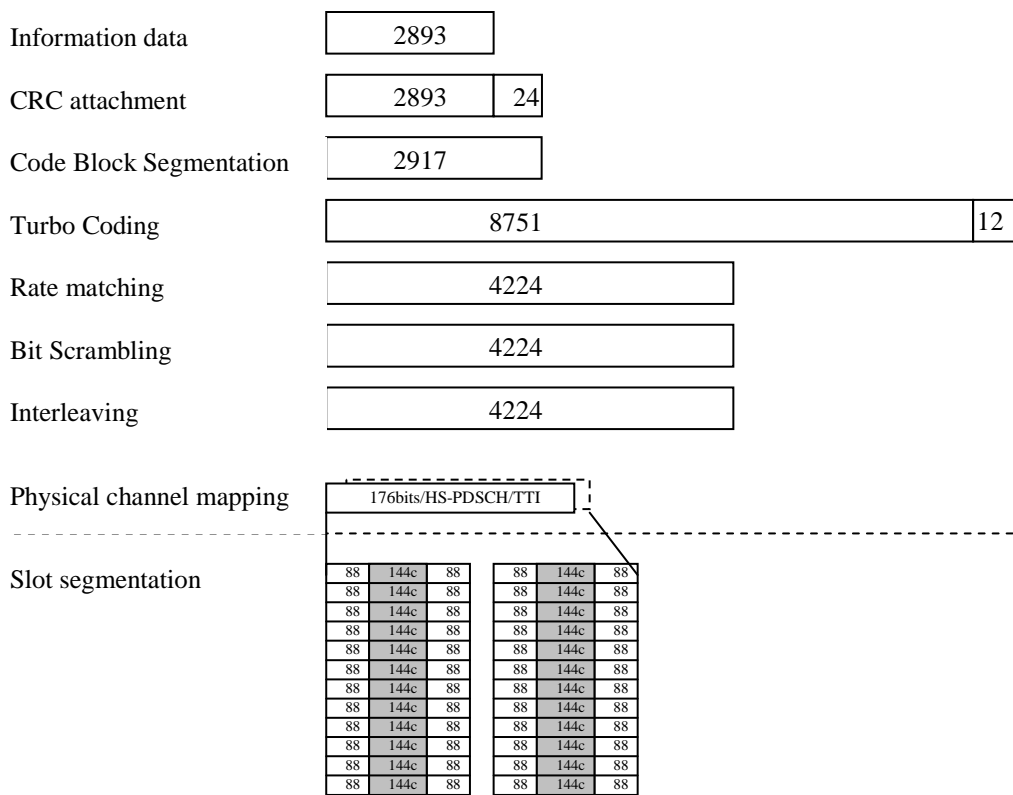 Information data 2893
CRC attachment 2893 24
Code Block Segmentation 2917
Turbo Coding 8751 12
Rate matching 4224
Bit Scrambling 4224
Interleaving 4224
Physical channel mapping 176bits/HS-PDSCH/TTI
Slot segmentation
88 144c 88 88 144c 88
88 144c 88 88 144c 88
88 144c 88 88 144c 88
88 144c 88 88 144c 88
88 144c 88 88 144c 88
88 144c 88 88 144c 88
88 144c 88 88 144c 88
88 144c 88 88 144c 88
88 144c 88 88 144c 88
88 144c 88 88 144c 88
88 144c 88 88 144c 88
88 144c 88 88 144c 88